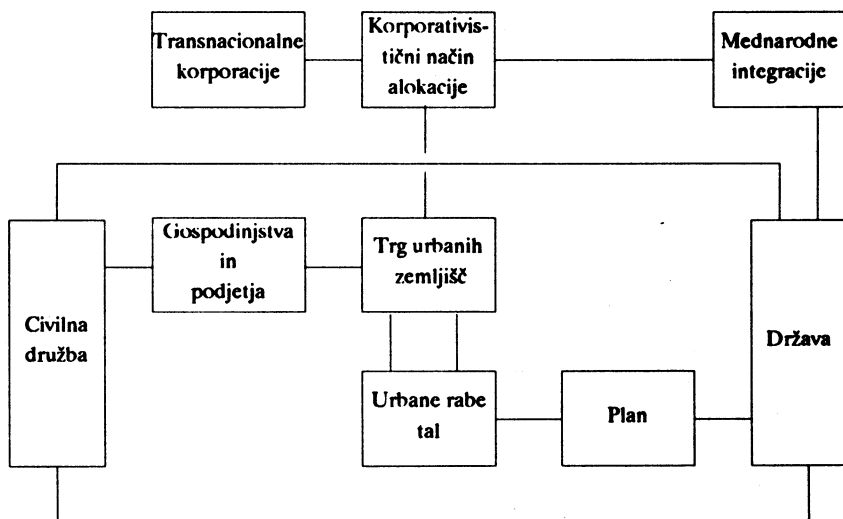 Transnacionalne
korporacije
Korporativis-
tični način
alokacije
Mednarodne
integracije
Civilna
družba
Gospodinjstva
in
podjetja
Trg urbanih
zemljišč
Urbane rabe
tal
Plan
Država